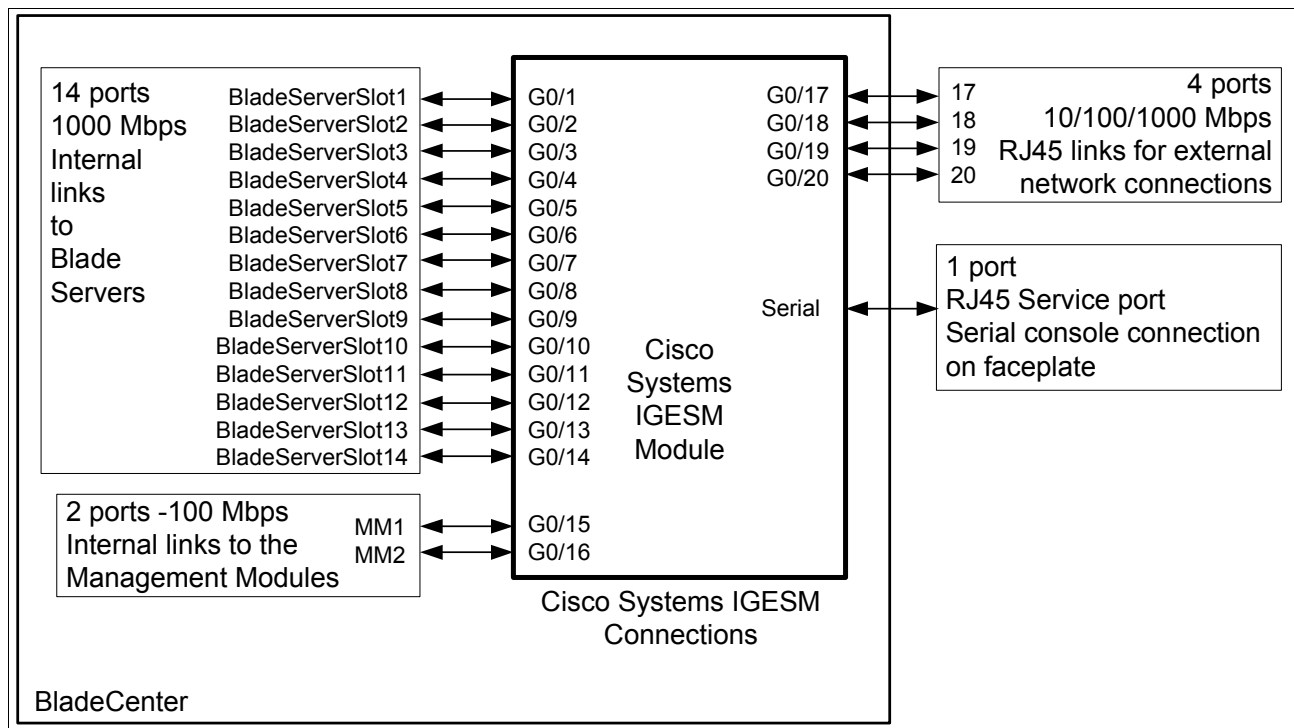 14 ports
1000 Mbps
Internal
links
to
Blade
Servers
BladeServerSlot1
BladeServerSlot2
BladeServerSlot3
BladeServerSlot4
BladeServerSlot5
BladeServerSlot6
BladeServerSlot7
BladeServerSlot8
BladeServerSlot9
BladeServerSlot10
BladeServerSlot11
BladeServerSlot12
BladeServerSlot13
BladeServerSlot14
2 ports -100 Mbps
Internal links to the
Management Modules
MM1
MM2
G0/1
G0/2
G0/3
G0/4
G0/5
G0/6
G0/7
G0/8
G0/9
G0/10
G0/11
G0/12
G0/13
G0/14
G0/15
G0/16
Cisco
Systems
IGESM
Module
G0/17
G0/18
G0/19
G0/20
Serial
17
18
19
20
4 ports
10/100/1000 Mbps
RJ45 links for external
network connections
1 port
RJ45 Service port
Serial console connection
on faceplate
Cisco Systems IGESM
Connections
BladeCenter